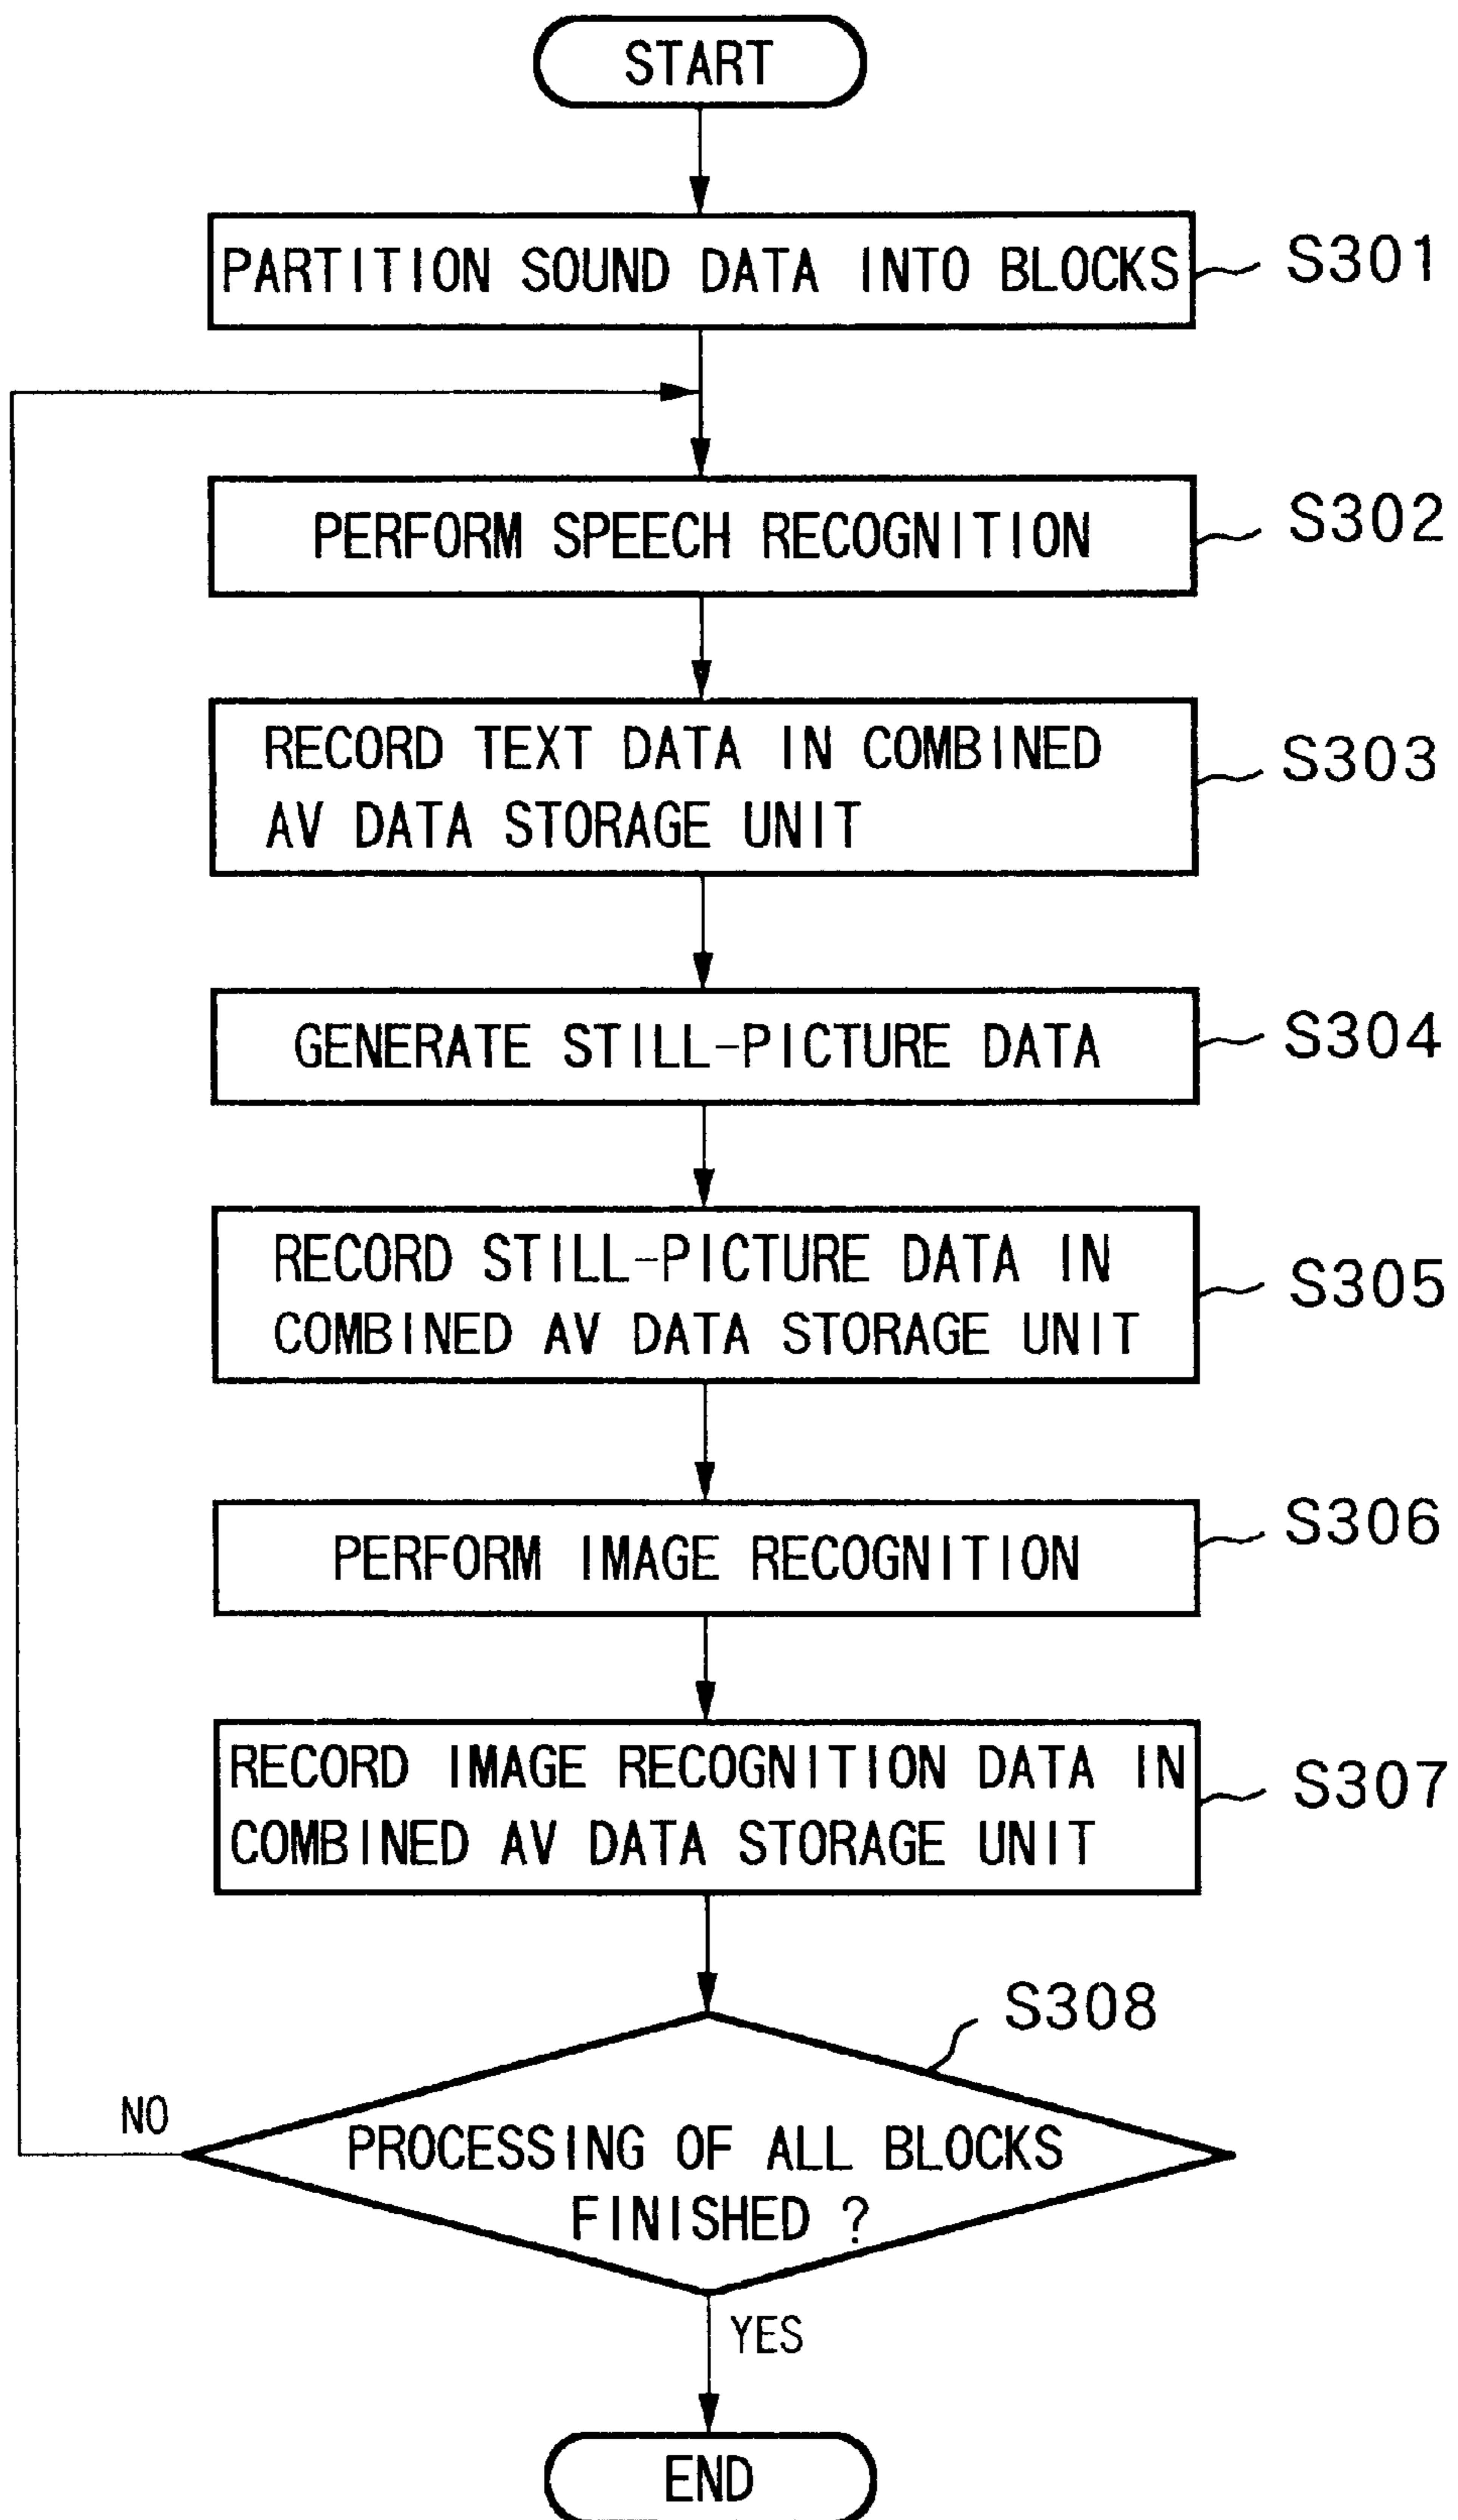 START
PARTITION SOUND DATA INTO BLOCKS
S301
PERFORM SPEECH RECOGNITION
S302
RECORD TEXT DATA IN COMBINED
AV DATA STORAGE UNIT
S303
GENERATE STILL-PICTURE DATA
S304
RECORD STILL-PICTURE DATA IN
COMBINED AV DATA STORAGE UNIT
S305
PERFORM IMAGE RECOGNITION
S306
RECORD IMAGE RECOGNITION DATA IN
COMBINED AV DATA STORAGE UNIT
S307
S308
NO
PROCESSING OF ALL BLOCKS
FINISHED ?
YES
END